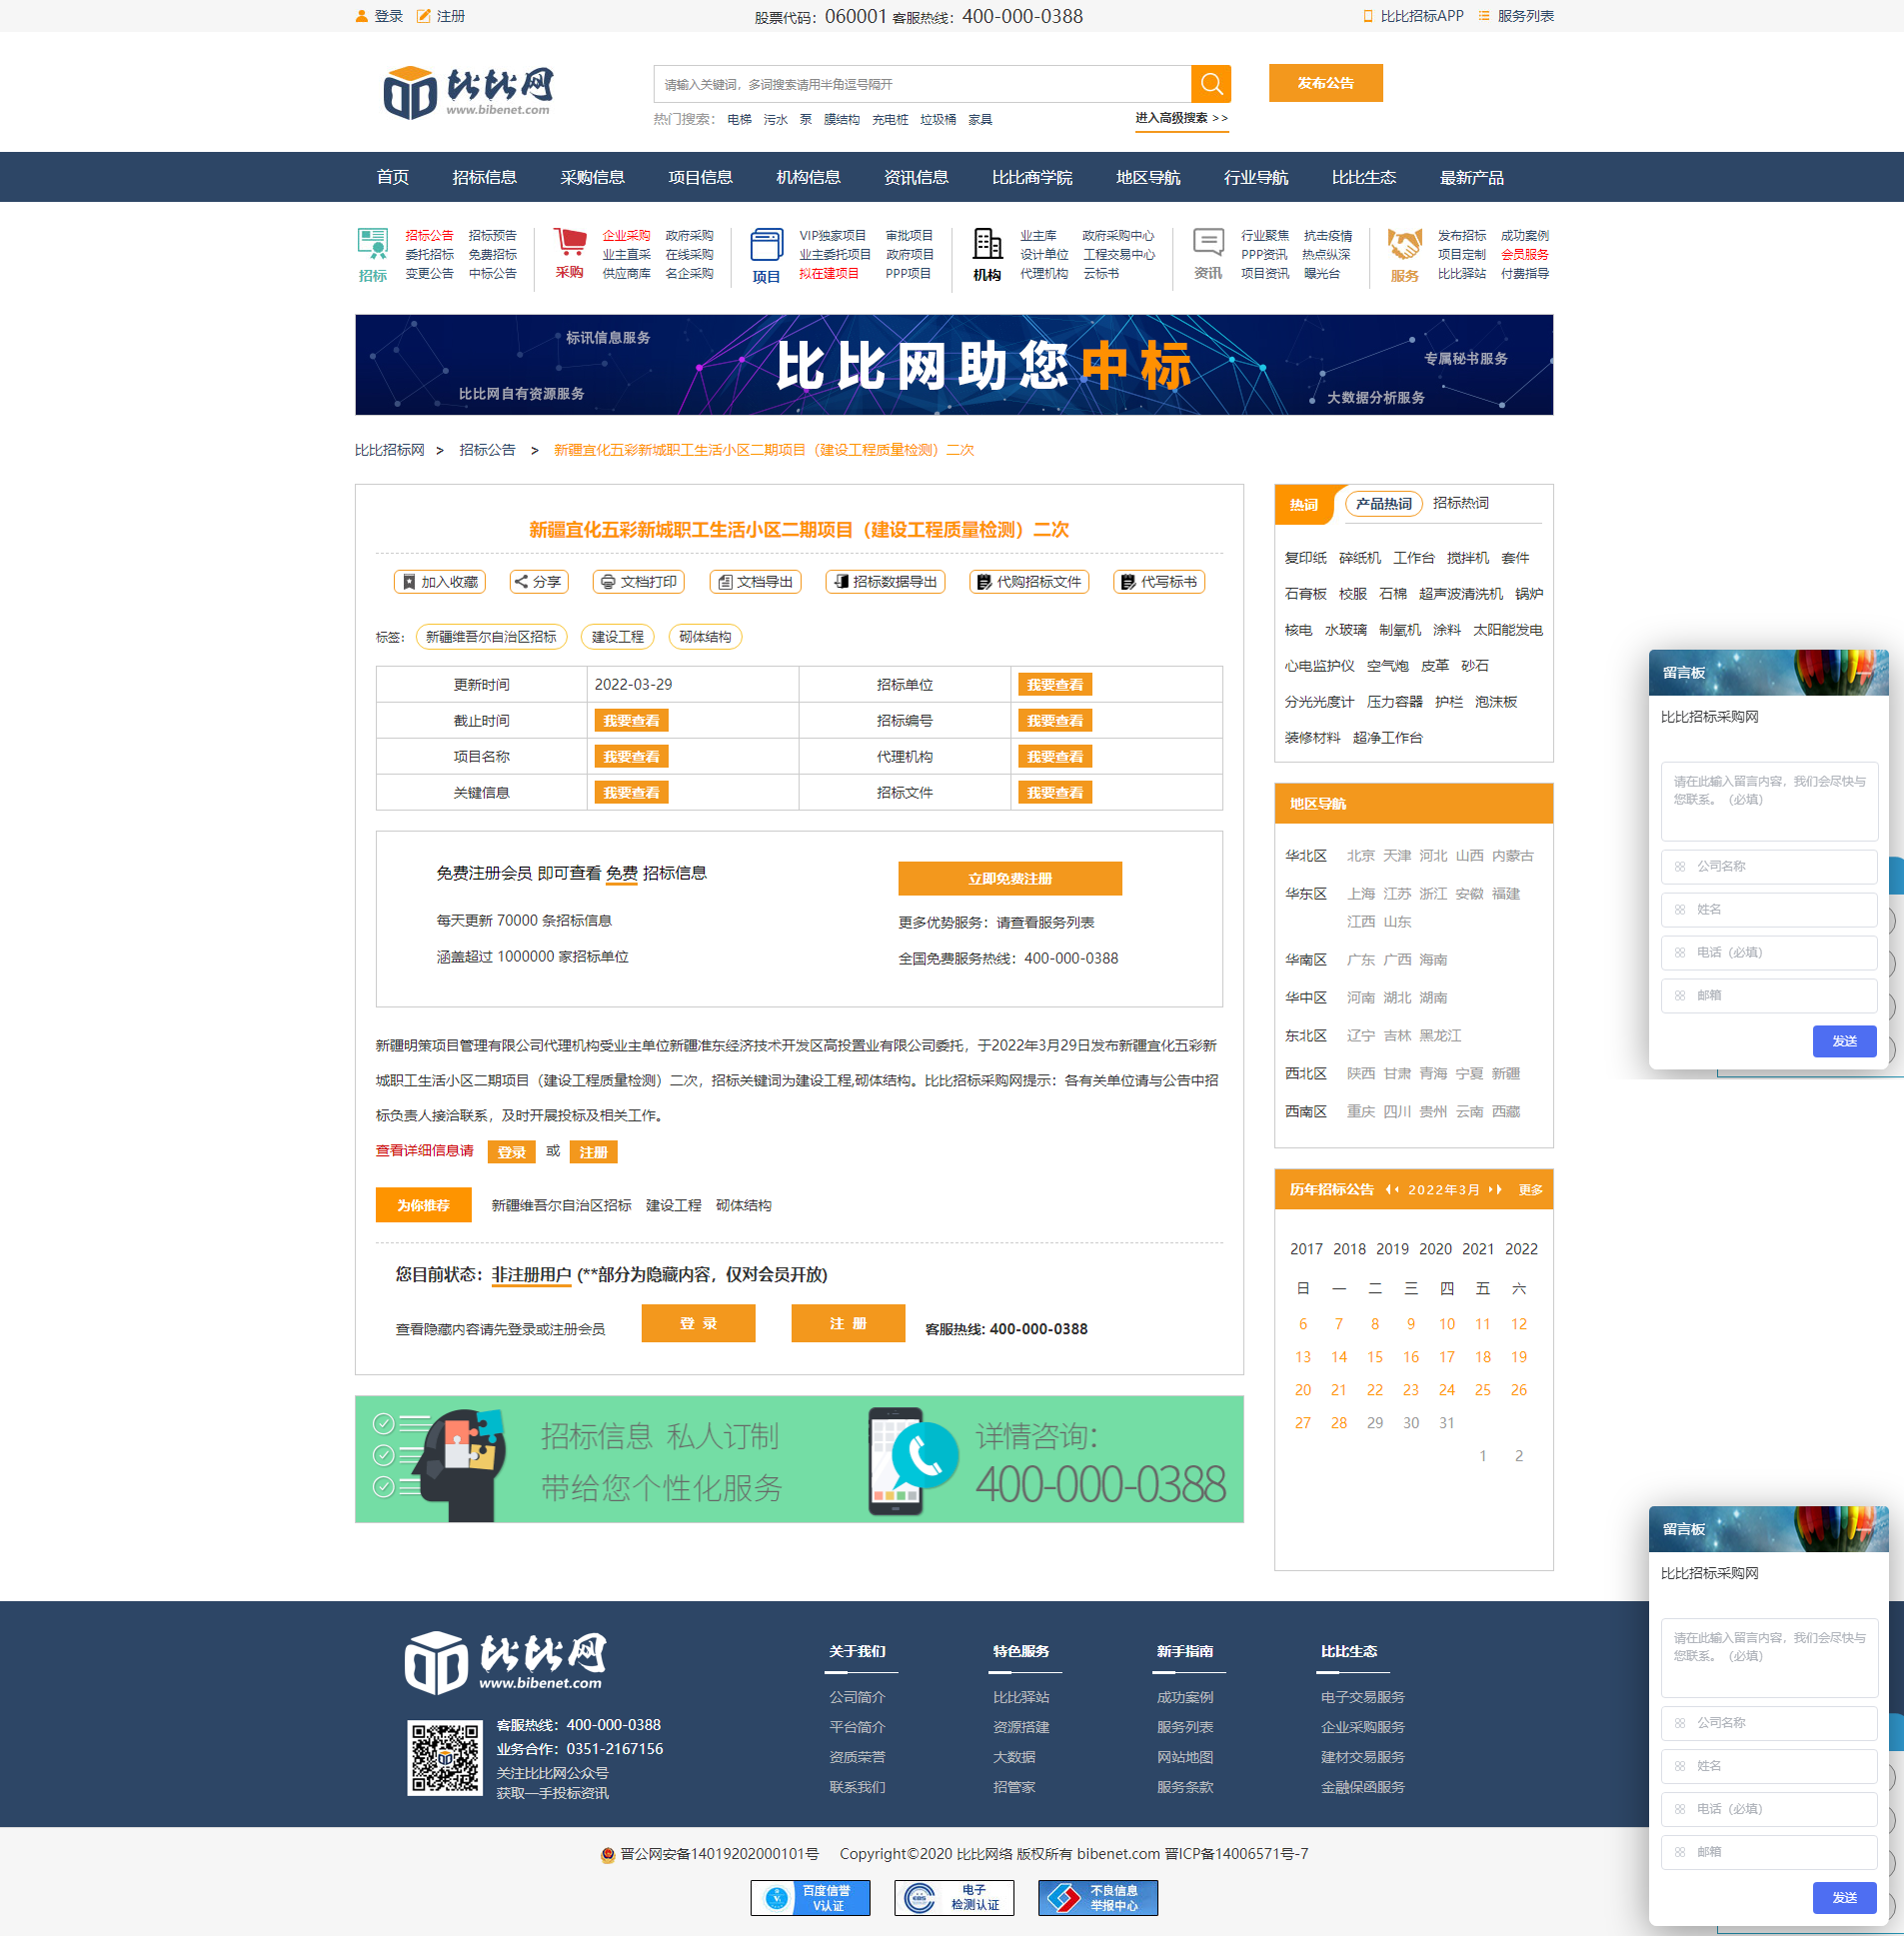 登录 注册 股票代码：060001 客服热线：400-000-0388 比比招标APP 服务列表
比比网
www.bibenet.com
请输入关键词，多词搜索请用半角逗号隔开
发布公告
热门搜索： 电梯 污水 泵 膜结构 充电桩 垃圾桶 家具 进入高级搜索 >>
首页 招标信息 采购信息 项目信息 机构信息 资讯信息 比比商学院 地区导航 行业导航 比比生态 最新产品
招标
招标公告 招标预告
委托招标 免费招标
变更公告 中标公告
采购
企业采购 政府采购
业主直采 在线采购
供应商库 名企采购
项目
VIP独家项目 审批项目
业主委托项目 政府项目
拟在建项目 PPP项目
机构
业主库 政府采购中心
设计单位 工程交易中心
代理机构 云标书
资讯
行业聚焦 抗击疫情
PPP资讯 热点纵深
项目资讯 曝光台
服务
发布招标 成功案例
项目定制 会员服务
比比驿站 付费指导
标讯信息服务
比比网自有资源服务
比比网助您中标
专属秘书服务
大数据分析服务
比比招标网 > 招标公告 > 新疆宜化五彩新城职工生活小区二期项目（建设工程质量检测）二次
新疆宜化五彩新城职工生活小区二期项目（建设工程质量检测）二次
加入收藏 分享 文档打印 文档导出 招标数据导出 代购招标文件 代写标书
标签： 新疆维吾尔自治区招标 建设工程 砌体结构
更新时间 2022-03-29 招标单位 我要查看
截止时间 我要查看 招标编号 我要查看
项目名称 我要查看 代理机构 我要查看
关键信息 我要查看 招标文件 我要查看
免费注册会员 即可查看 免费 招标信息
每天更新 70000 条招标信息
涵盖超过 1000000 家招标单位
立即免费注册
更多优势服务：请查看服务列表
全国免费服务热线：400-000-0388
新疆明策项目管理有限公司代理机构受业主单位新疆准东经济技术开发区高投置业有限公司委托，于2022年3月29日发布新疆宜化五彩新
城职工生活小区二期项目（建设工程质量检测）二次，招标关键词为建设工程,砌体结构。比比招标采购网提示：各有关单位请与公告中招
标负责人接洽联系，及时开展投标及相关工作。
查看详细信息请 登录 或 注册
为你推荐 新疆维吾尔自治区招标 建设工程 砌体结构
您目前状态：非注册用户 (**部分为隐藏内容，仅对会员开放)
查看隐藏内容请先登录或注册会员 登 录 注 册 客服热线: 400-000-0388
招标信息 私人订制
带给您个性化服务
详情咨询：
400-000-0388
热词 产品热词 招标热词
复印纸 碎纸机 工作台 搅拌机 套件
石膏板 校服 石棉 超声波清洗机 锅炉
核电 水玻璃 制氧机 涂料 太阳能发电
心电监护仪 空气炮 皮革 砂石
分光光度计 压力容器 护栏 泡沫板
装修材料 超净工作台
地区导航
华北区 北京 天津 河北 山西 内蒙古
华东区 上海 江苏 浙江 安徽 福建
江西 山东
华南区 广东 广西 海南
华中区 河南 湖北 湖南
东北区 辽宁 吉林 黑龙江
西北区 陕西 甘肃 青海 宁夏 新疆
西南区 重庆 四川 贵州 云南 西藏
历年招标公告 2022年3月 更多
2017 2018 2019 2020 2021 2022
日 一 二 三 四 五 六
6 7 8 9 10 11 12
13 14 15 16 17 18 19
20 21 22 23 24 25 26
27 28 29 30 31
1 2
留言板
比比招标采购网
请在此输入留言内容，我们会尽快与
您联系。（必填）
公司名称
姓名
电话（必填）
邮箱
发送
留言板
比比招标采购网
请在此输入留言内容，我们会尽快与
您联系。（必填）
公司名称
姓名
电话（必填）
邮箱
发送
比比网
www.bibenet.com
客服热线：400-000-0388
业务合作：0351-2167156
关注比比网公众号
获取一手投标资讯
关于我们
公司简介
平台简介
资质荣誉
联系我们
特色服务
比比驿站
资源搭建
大数据
招管家
新手指南
成功案例
服务列表
网站地图
服务条款
比比生态
电子交易服务
企业采购服务
建材交易服务
金融保函服务
晋公网安备14019202000101号 Copyright©2020 比比网络 版权所有 bibenet.com 晋ICP备14006571号-7
百度信誉
V认证
电子
检测认证
不良信息
举报中心